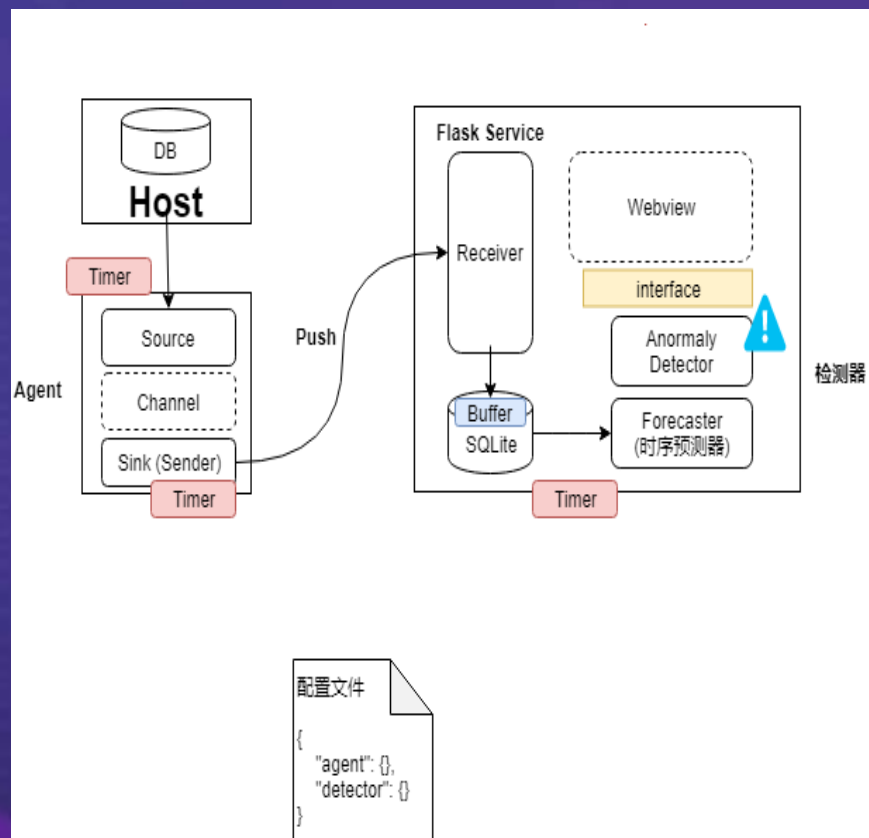 DB
Host
Timer
Source
Agent
Channel
Sink (Sender)
Timer
Push
Flask Service
Receiver
Webview
interface
Anormaly
Detector
检测器
Buffer
SQLite
Forecaster
(时序预测器)
Timer
配置文件
{
"agent": {},
"detector": {}
}